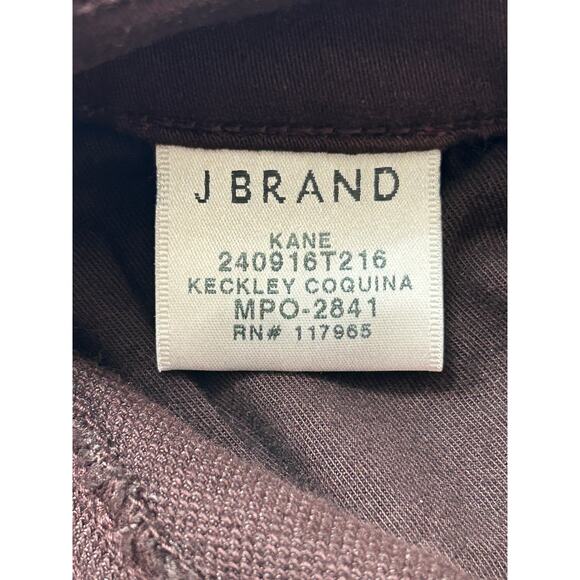 J BRAND
KANE
240916T216
KECKLEY COQUINA
MPO-2841
RN# 117965